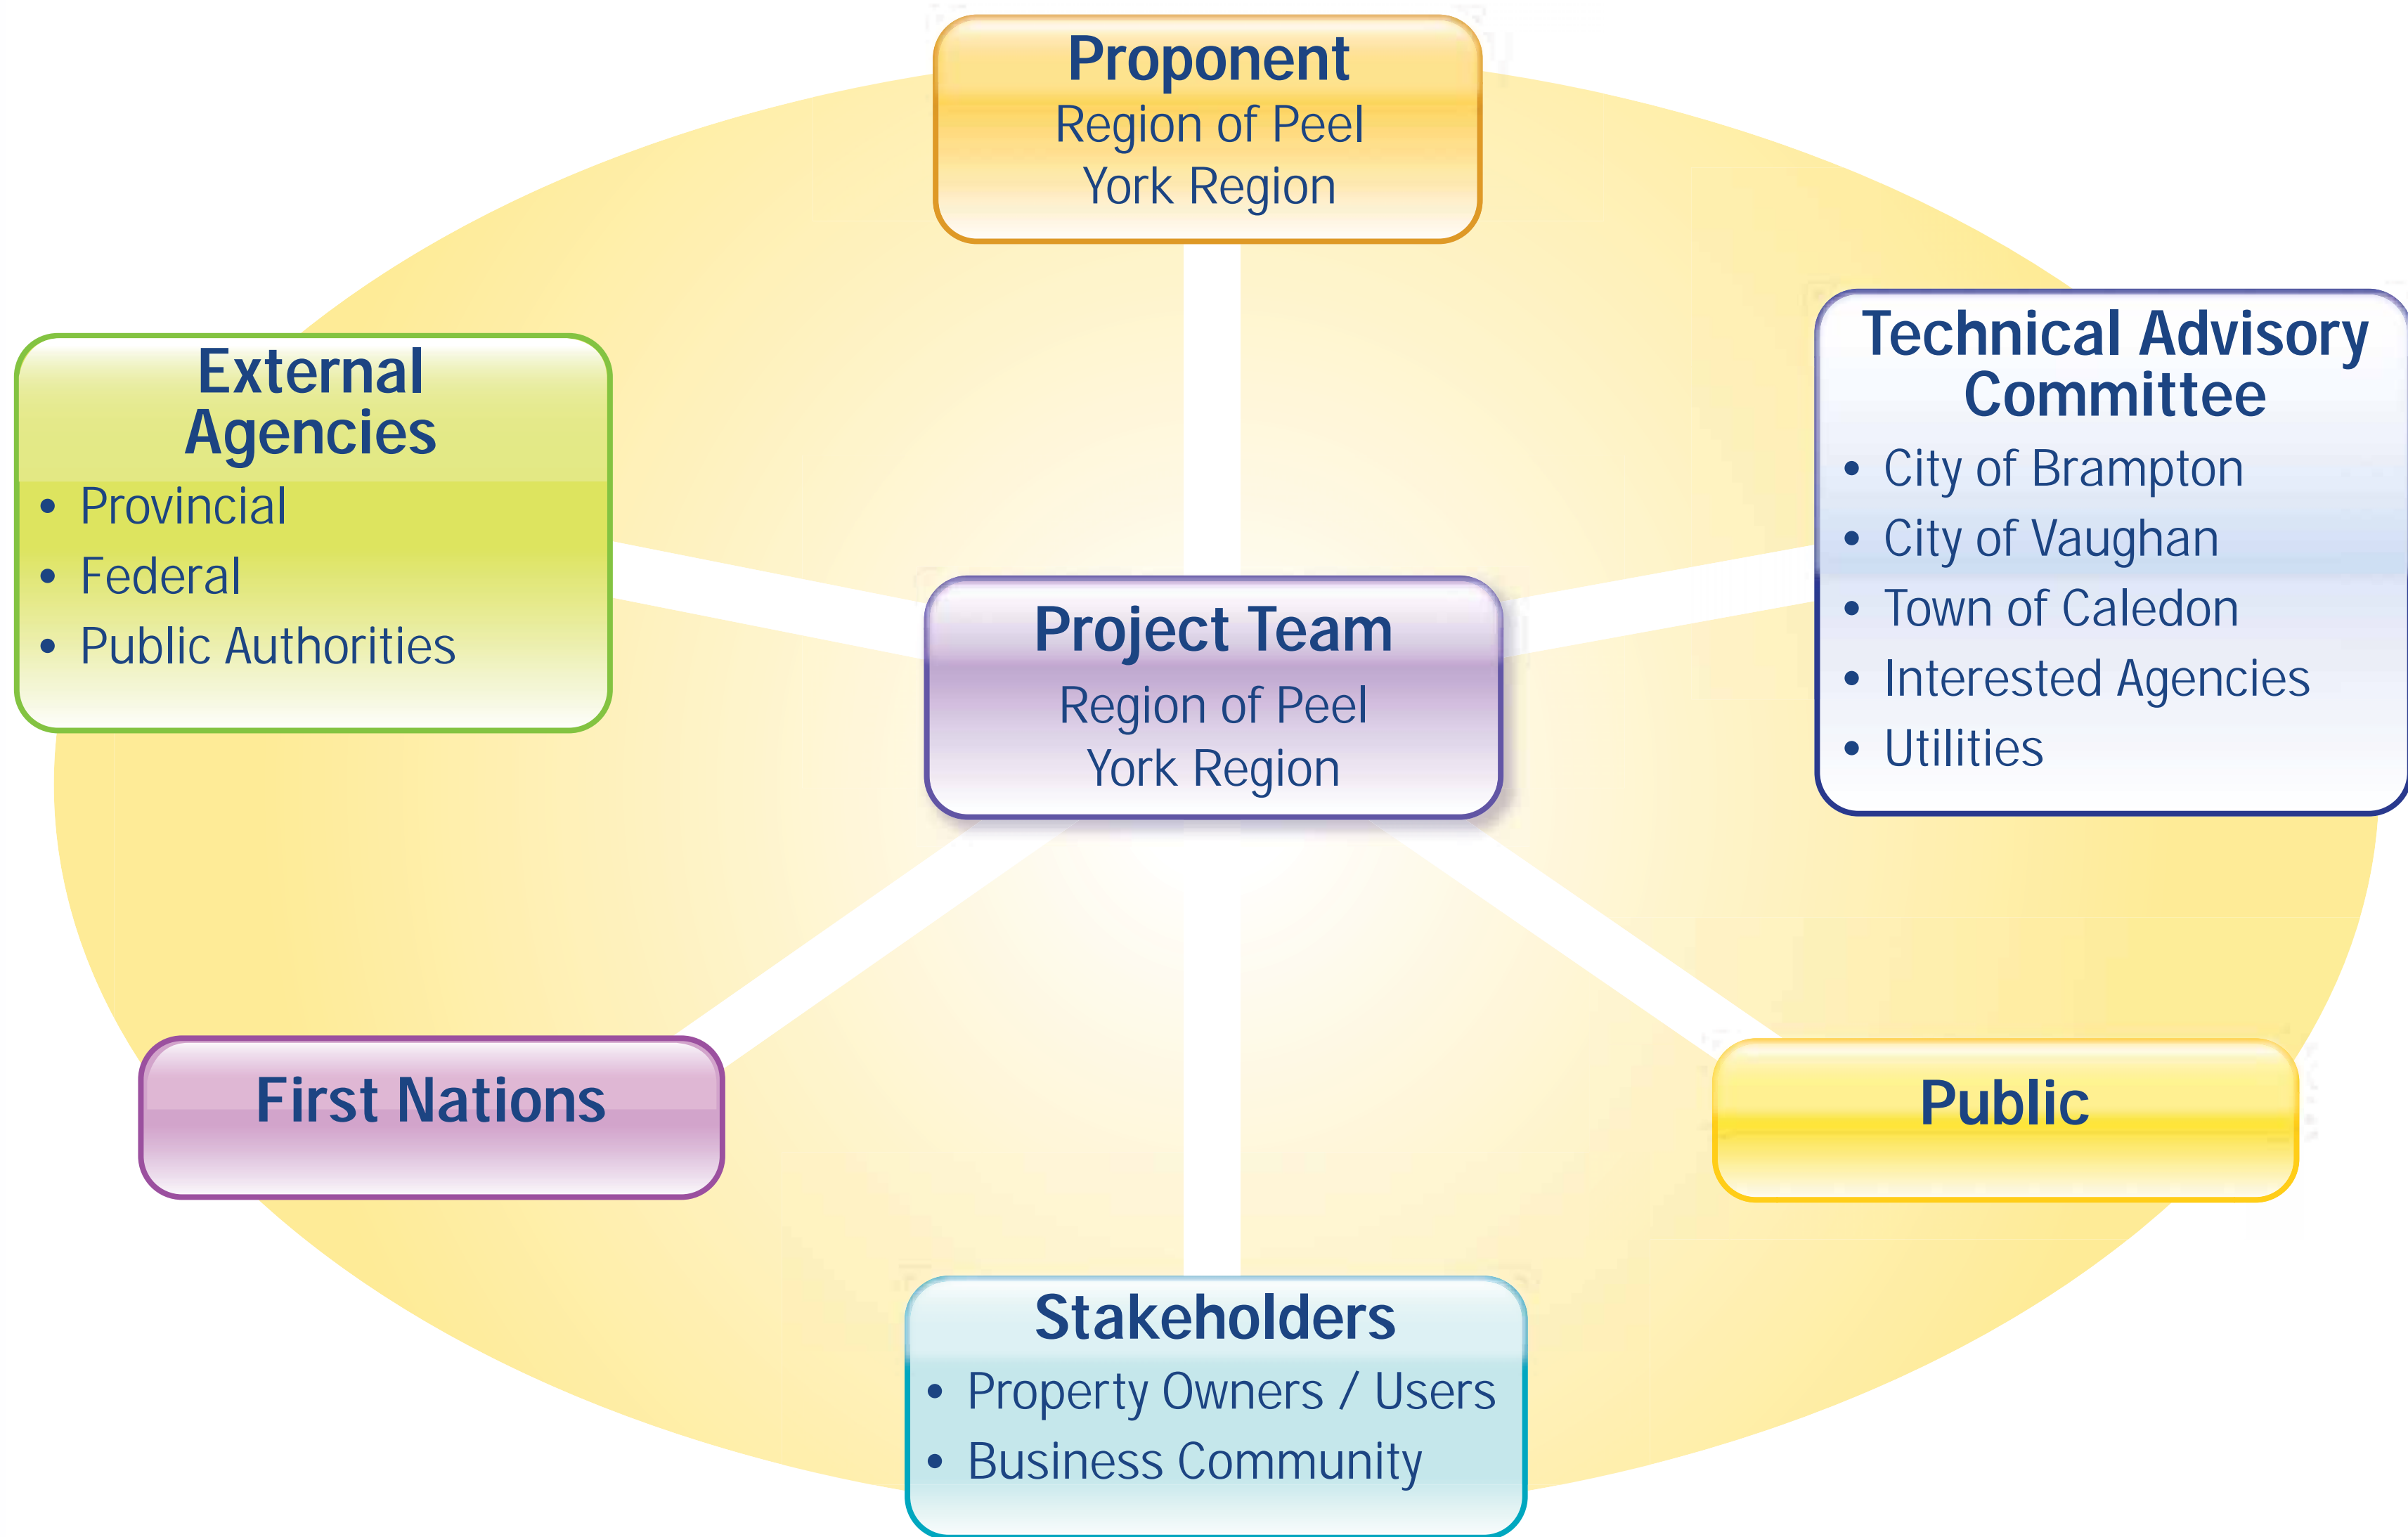 Proponent
Region of Peel
York Region
External
Agencies
• Provincial
• Federal
• Public Authorities
Technical Advisory
Committee
• City of Brampton
• City of Vaughan
• Town of Caledon
• Interested Agencies
• Utilities
Project Team
Region of Peel
York Region
First Nations
Public
Stakeholders
• Property Owners / Users
• Business Community